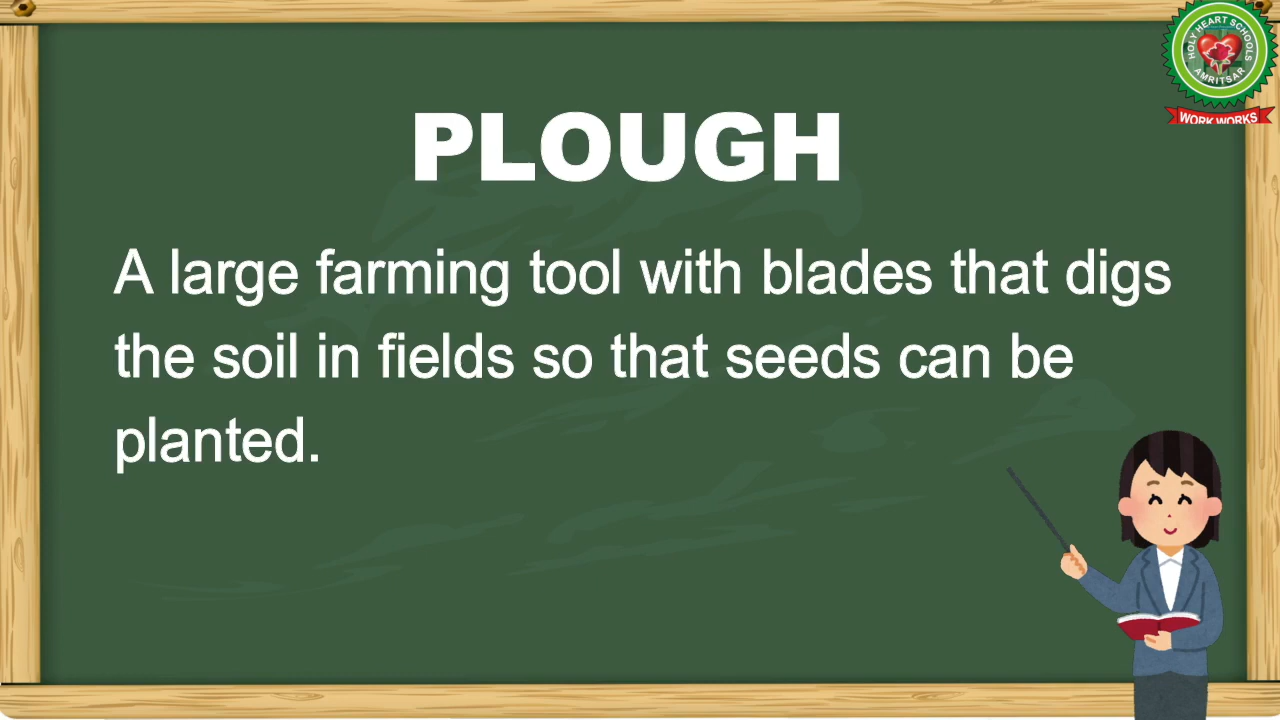 HOLY HEART SCHOOLS
AMRITSAR
WORK WORKS
PLOUGH
A large farming tool with blades that digs
the soil in fields so that seeds can be
planted.